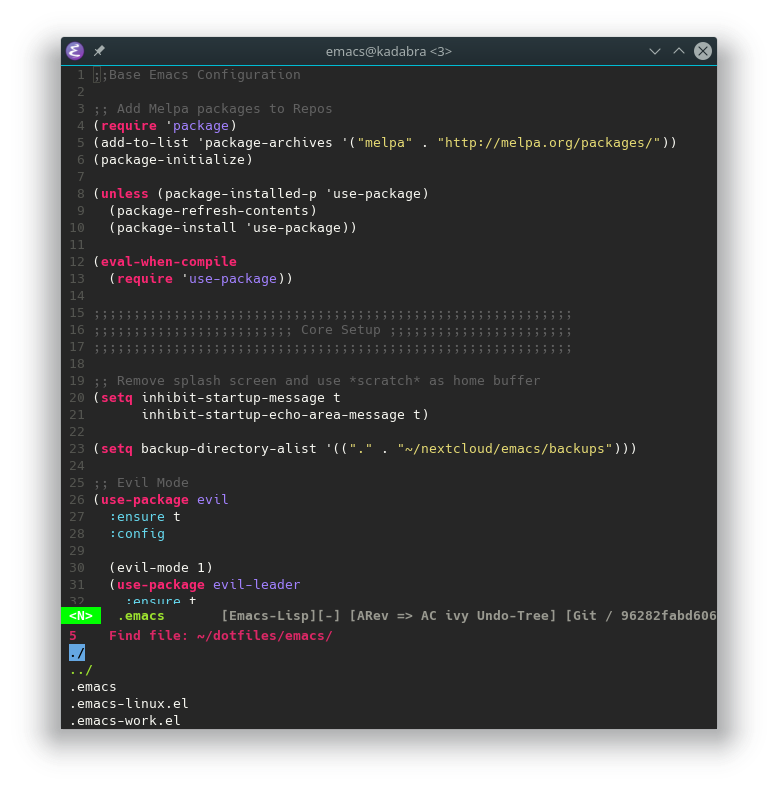 emacs@kadabra <3>
1 ;;Base Emacs Configuration
2
3 ;; Add Melpa packages to Repos
4 (require 'package)
5 (add-to-list 'package-archives '("melpa" . "http://melpa.org/packages/"))
6 (package-initialize)
7
8 (unless (package-installed-p 'use-package)
9   (package-refresh-contents)
10   (package-install 'use-package))
11
12 (eval-when-compile
13   (require 'use-package))
14
15 ;;;;;;;;;;;;;;;;;;;;;;;;;;;;;;;;;;;;;;;;;;;;;;;;;;;;;;;;;;;;
16 ;;;;;;;;;;;;;;;;;;;;;;;;; Core Setup ;;;;;;;;;;;;;;;;;;;;;;;
17 ;;;;;;;;;;;;;;;;;;;;;;;;;;;;;;;;;;;;;;;;;;;;;;;;;;;;;;;;;;;;
18
19 ;; Remove splash screen and use *scratch* as home buffer
20 (setq inhibit-startup-message t
21       inhibit-startup-echo-area-message t)
22
23 (setq backup-directory-alist '(("." . "~/nextcloud/emacs/backups")))
24
25 ;; Evil Mode
26 (use-package evil
27   :ensure t
28   :config
29
30   (evil-mode 1)
31   (use-package evil-leader
32     :ensure t
<N> .emacs [Emacs-Lisp][-] [ARev => AC ivy Undo-Tree] [Git / 96282fabd606
5 Find file: ~/dotfiles/emacs/
./
../
.emacs
.emacs-linux.el
.emacs-work.el